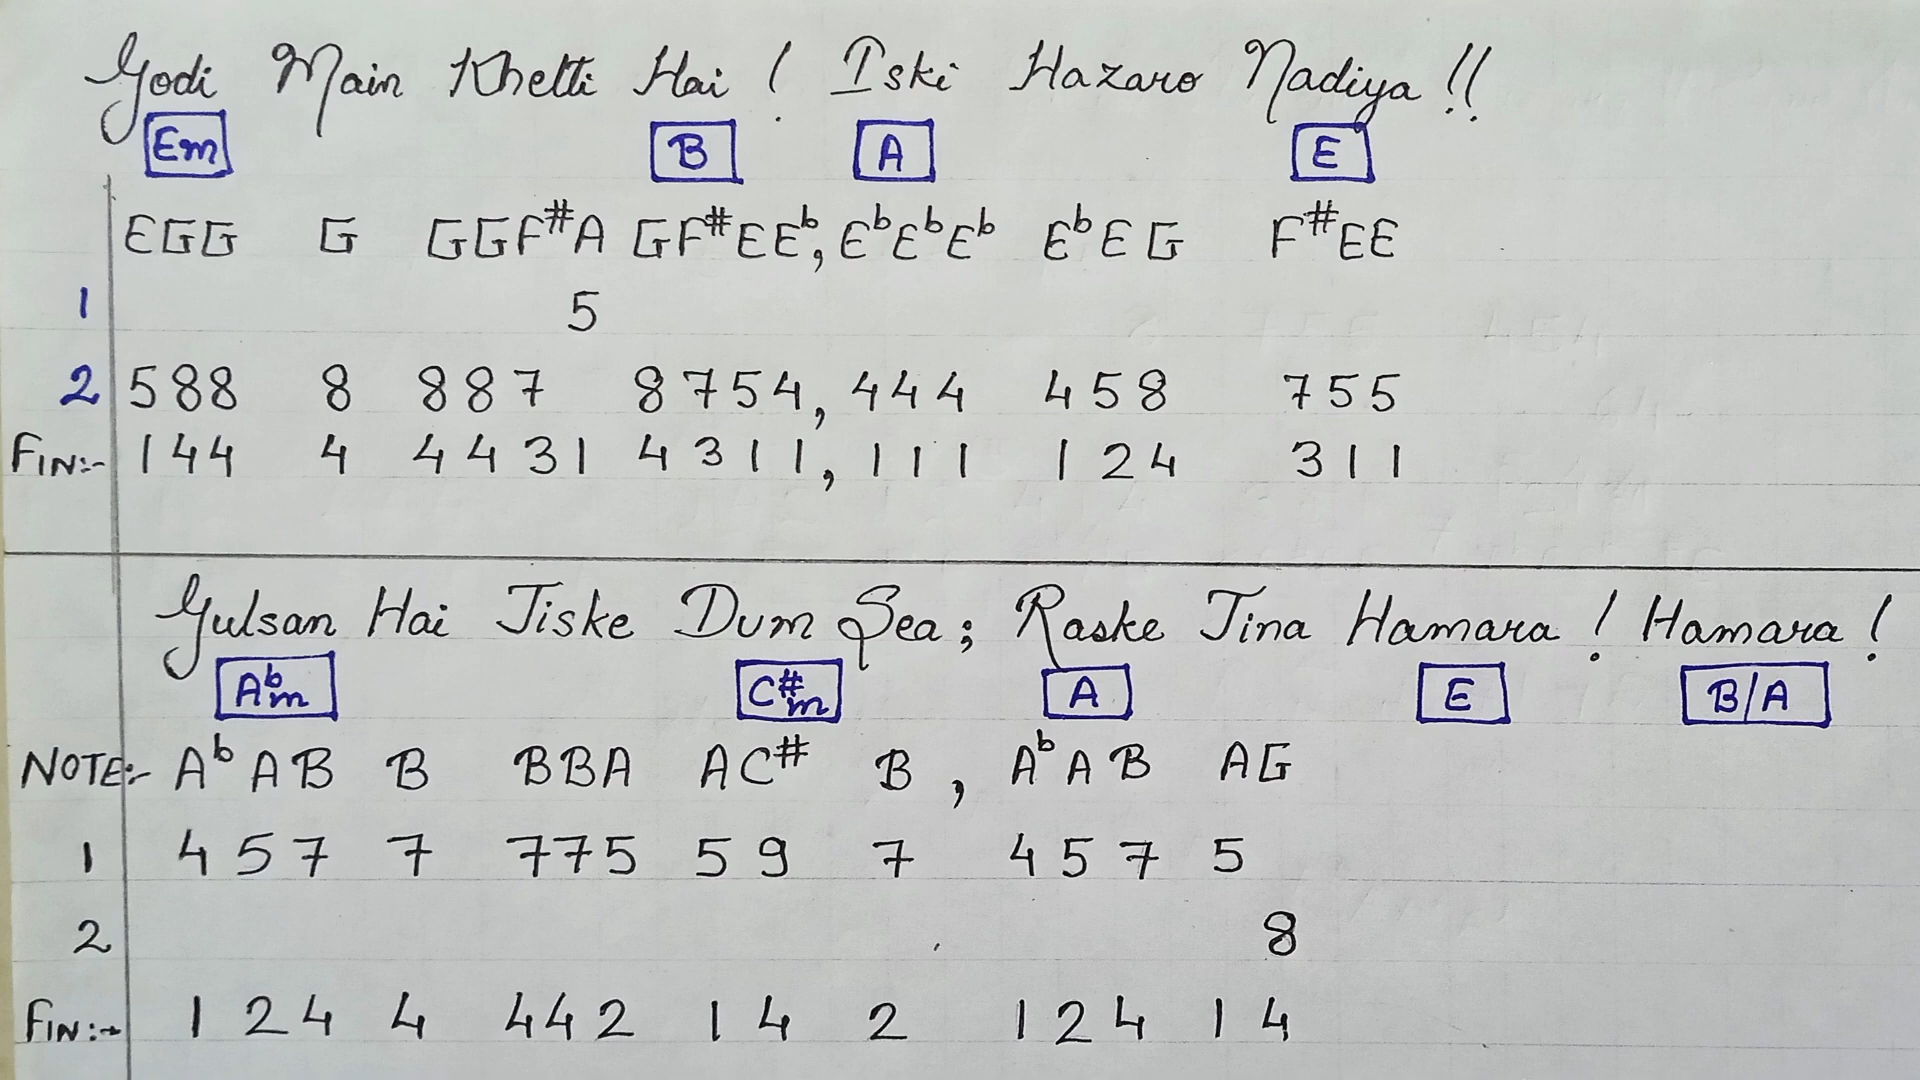 Godi Main Kheltti Hai ! Iski Hazaro Nadiya !!
Em B A E
EGG G GGF#A GF#EEb, EbEbEb EbEG F#EE
1 5
2 588 8 887 8754, 444 458 755
FIN:- 144 4 4431 4311, 111 124 311
Gulsan Hai Jiske Dum Sea; Raske Jina Hamara ! Hamara !
Abm C#m A E B/A
NOTE:- AbAB B BBA AC# B , AbAB AG
1 457 7 775 59 7 457 5
2 8
FIN:- 124 4 442 14 2 124 14